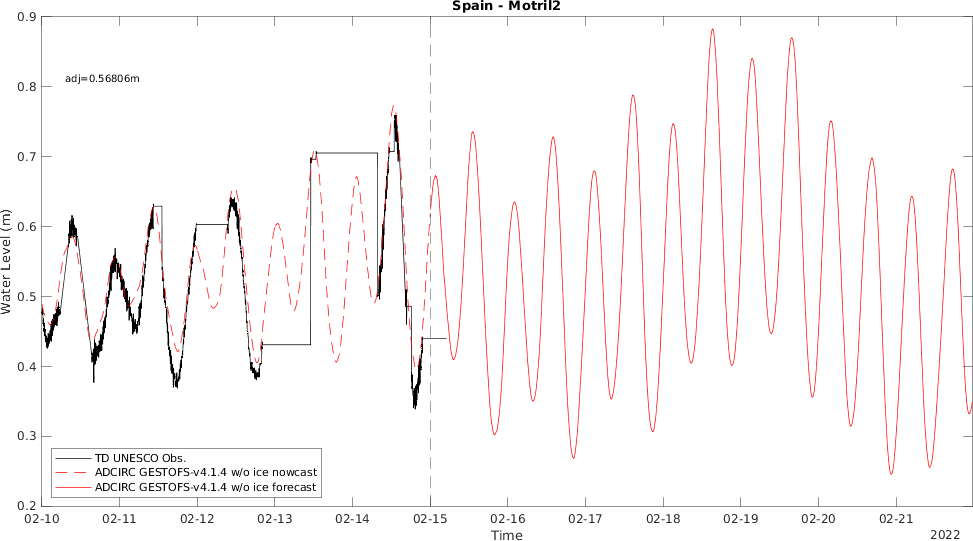 Spain - Motril2
0.9
0.8
0.7
0.6
0.5
0.4
0.3
0.2
Water Level (m)
adj=0.56806m
TD UNESCO Obs.
ADCIRC GESTOFS-v4.1.4 w/o ice nowcast
ADCIRC GESTOFS-v4.1.4 w/o ice forecast
02-10 02-11 02-12 02-13 02-14 02-15 02-16 02-17 02-18 02-19 02-20 02-21
Time
2022